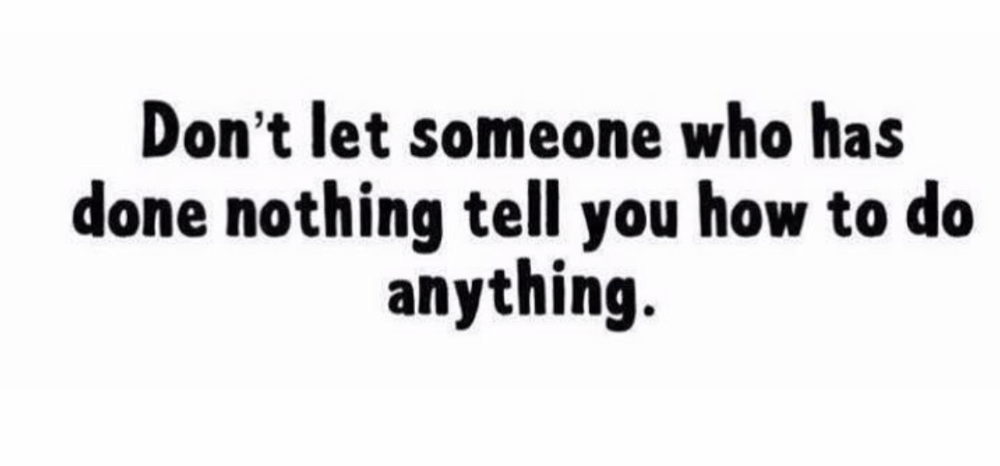 Don't let someone who has
done nothing tell you how to do
anything.